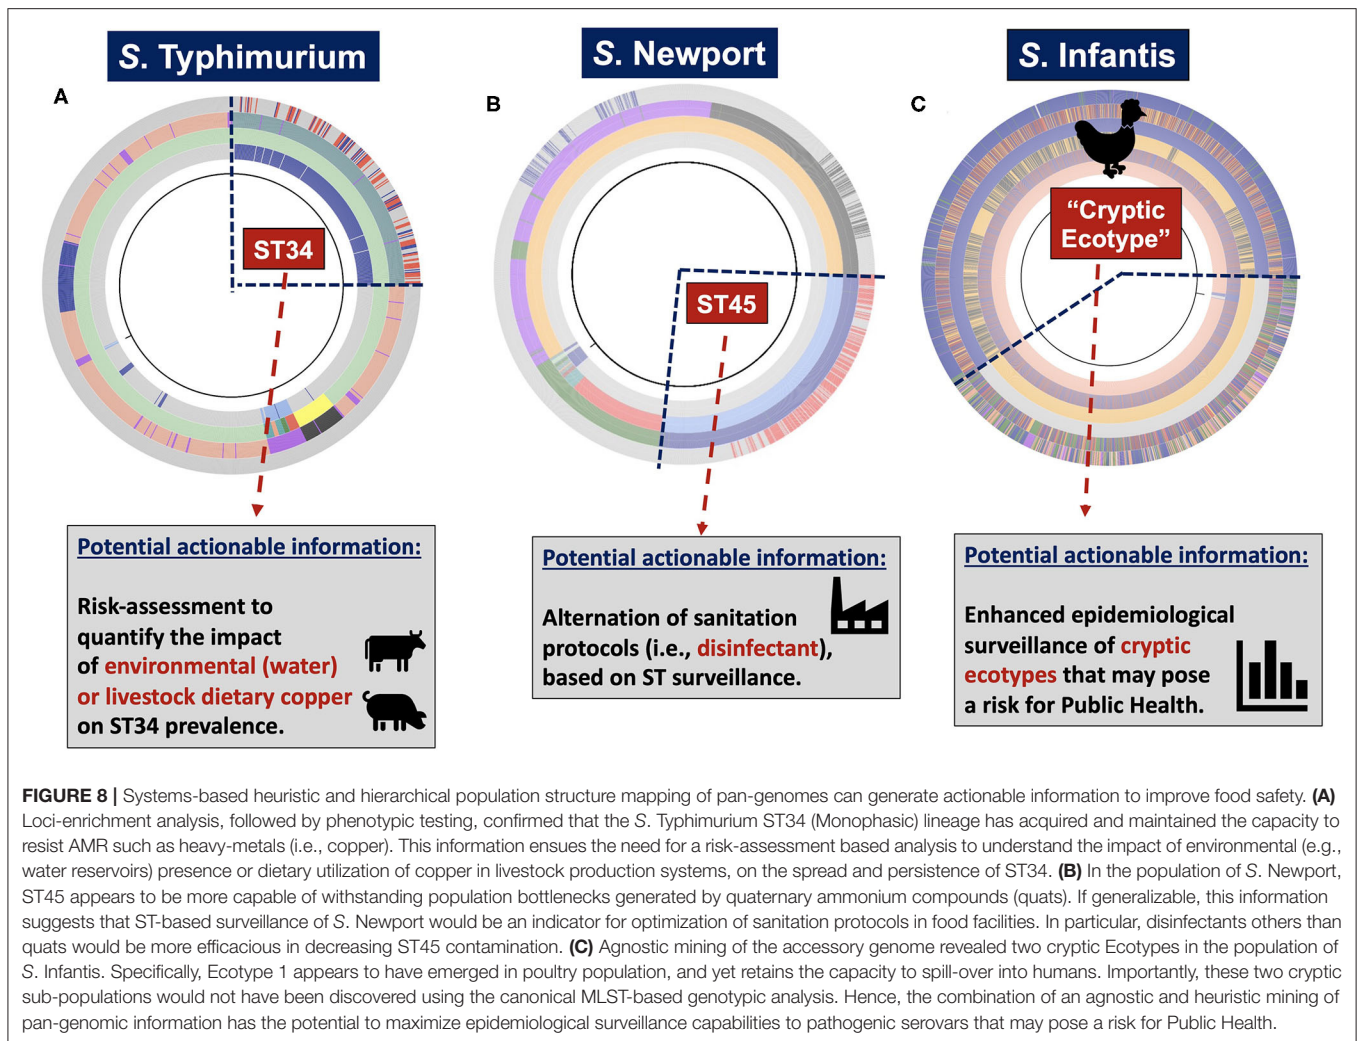 S. Typhimurium
S. Newport
S. Infantis
A
B
C
ST34
ST45
“Cryptic
Ecotype”
Potential actionable information:
Risk-assessment to
quantify the impact
of environmental (water)
or livestock dietary copper
on ST34 prevalence.
Potential actionable information:
Alternation of sanitation
protocols (i.e., disinfectant),
based on ST surveillance.
Potential actionable information:
Enhanced epidemiological
surveillance of cryptic
ecotypes that may pose
a risk for Public Health.
FIGURE 8 | Systems-based heuristic and hierarchical population structure mapping of pan-genomes can generate actionable information to improve food safety. (A)
Loci-enrichment analysis, followed by phenotypic testing, confirmed that the S. Typhimurium ST34 (Monophasic) lineage has acquired and maintained the capacity to
resist AMR such as heavy-metals (i.e., copper). This information ensues the need for a risk-assessment based analysis to understand the impact of environmental (e.g.,
water reservoirs) presence or dietary utilization of copper in livestock production systems, on the spread and persistence of ST34. (B) In the population of S. Newport,
ST45 appears to be more capable of withstanding population bottlenecks generated by quaternary ammonium compounds (quats). If generalizable, this information
suggests that ST-based surveillance of S. Newport would be an indicator for optimization of sanitation protocols in food facilities. In particular, disinfectants others than
quats would be more efficacious in decreasing ST45 contamination. (C) Agnostic mining of the accessory genome revealed two cryptic Ecotypes in the population of
S. Infantis. Specifically, Ecotype 1 appears to have emerged in poultry population, and yet retains the capacity to spill-over into humans. Importantly, these two cryptic
sub-populations would not have been discovered using the canonical MLST-based genotypic analysis. Hence, the combination of an agnostic and heuristic mining of
pan-genomic information has the potential to maximize epidemiological surveillance capabilities to pathogenic serovars that may pose a risk for Public Health.